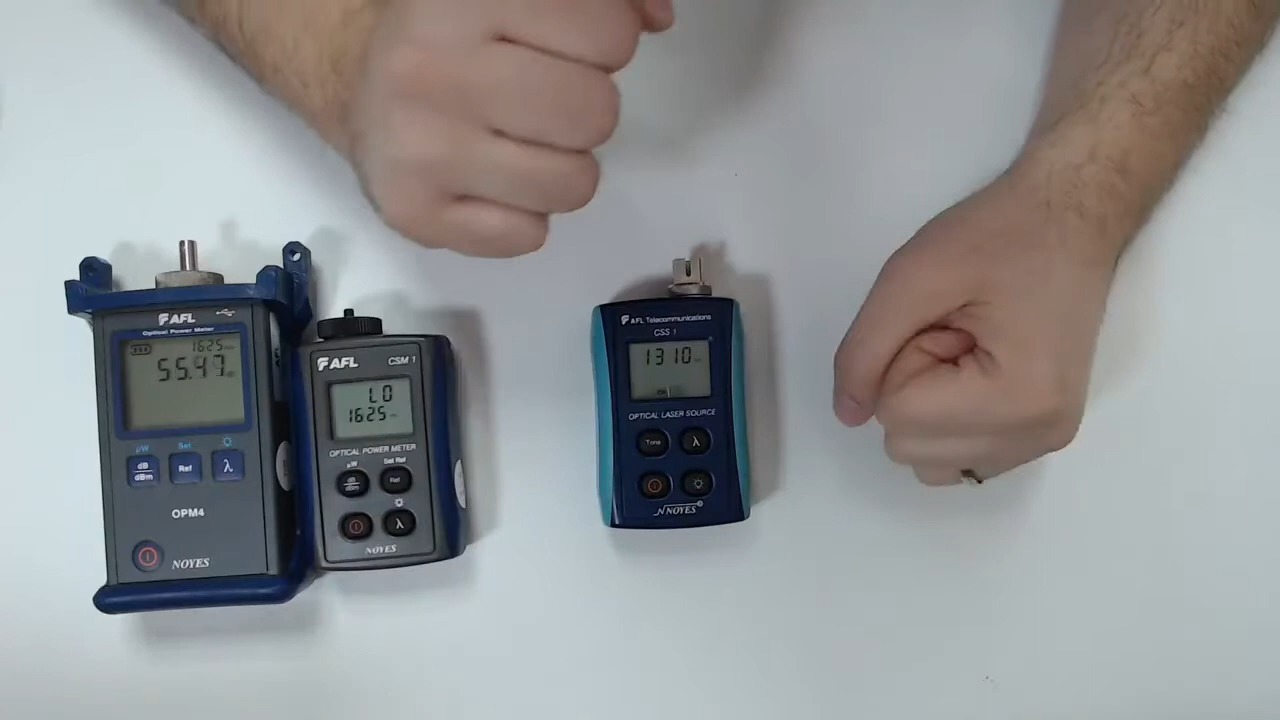 AFL
Optical Power Meter
1625
55.47
µW
Set
dB
dBm
Ref
λ
OPM4
NOYES
AFL
CSM 1
LO
1625
OPTICAL POWER METER
µW
Set Ref
dB
dBm
Ref
λ
NOYES
AFL Telecommunications
CSS 1
1310
OPTICAL LASER SOURCE
Tone
λ
NOYES